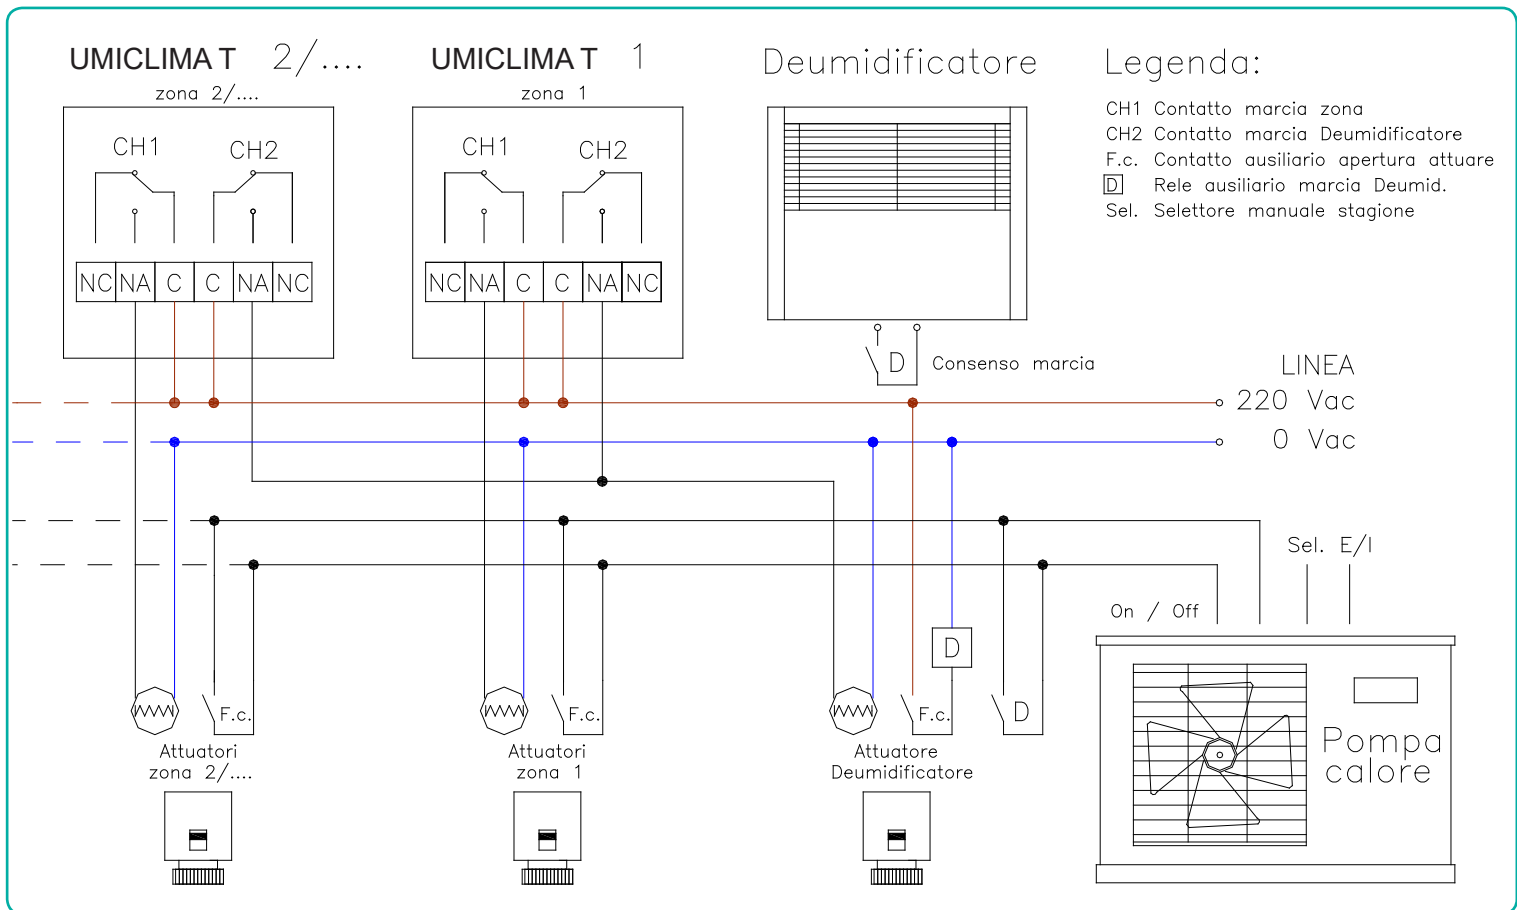 UMICLIMA T 2/....
zona 2/....
CH1 CH2
NC NA C C NA NC
UMICLIMA T 1
zona 1
CH1 CH2
NC NA C C NA NC
Deumidificatore
D Consenso marcia
Legenda:
CH1 Contatto marcia zona
CH2 Contatto marcia Deumidificatore
F.c. Contatto ausiliario apertura attuare
D Rele ausiliario marcia Deumid.
Sel. Selettore manuale stagione
LINEA
220 Vac
0 Vac
Sel. E/I
On / Off
D
F.c.
F.c.
F.c.
D
Attuatori
zona 2/....
Attuatori
zona 1
Attuatore
Deumidificatore
Pompa
calore